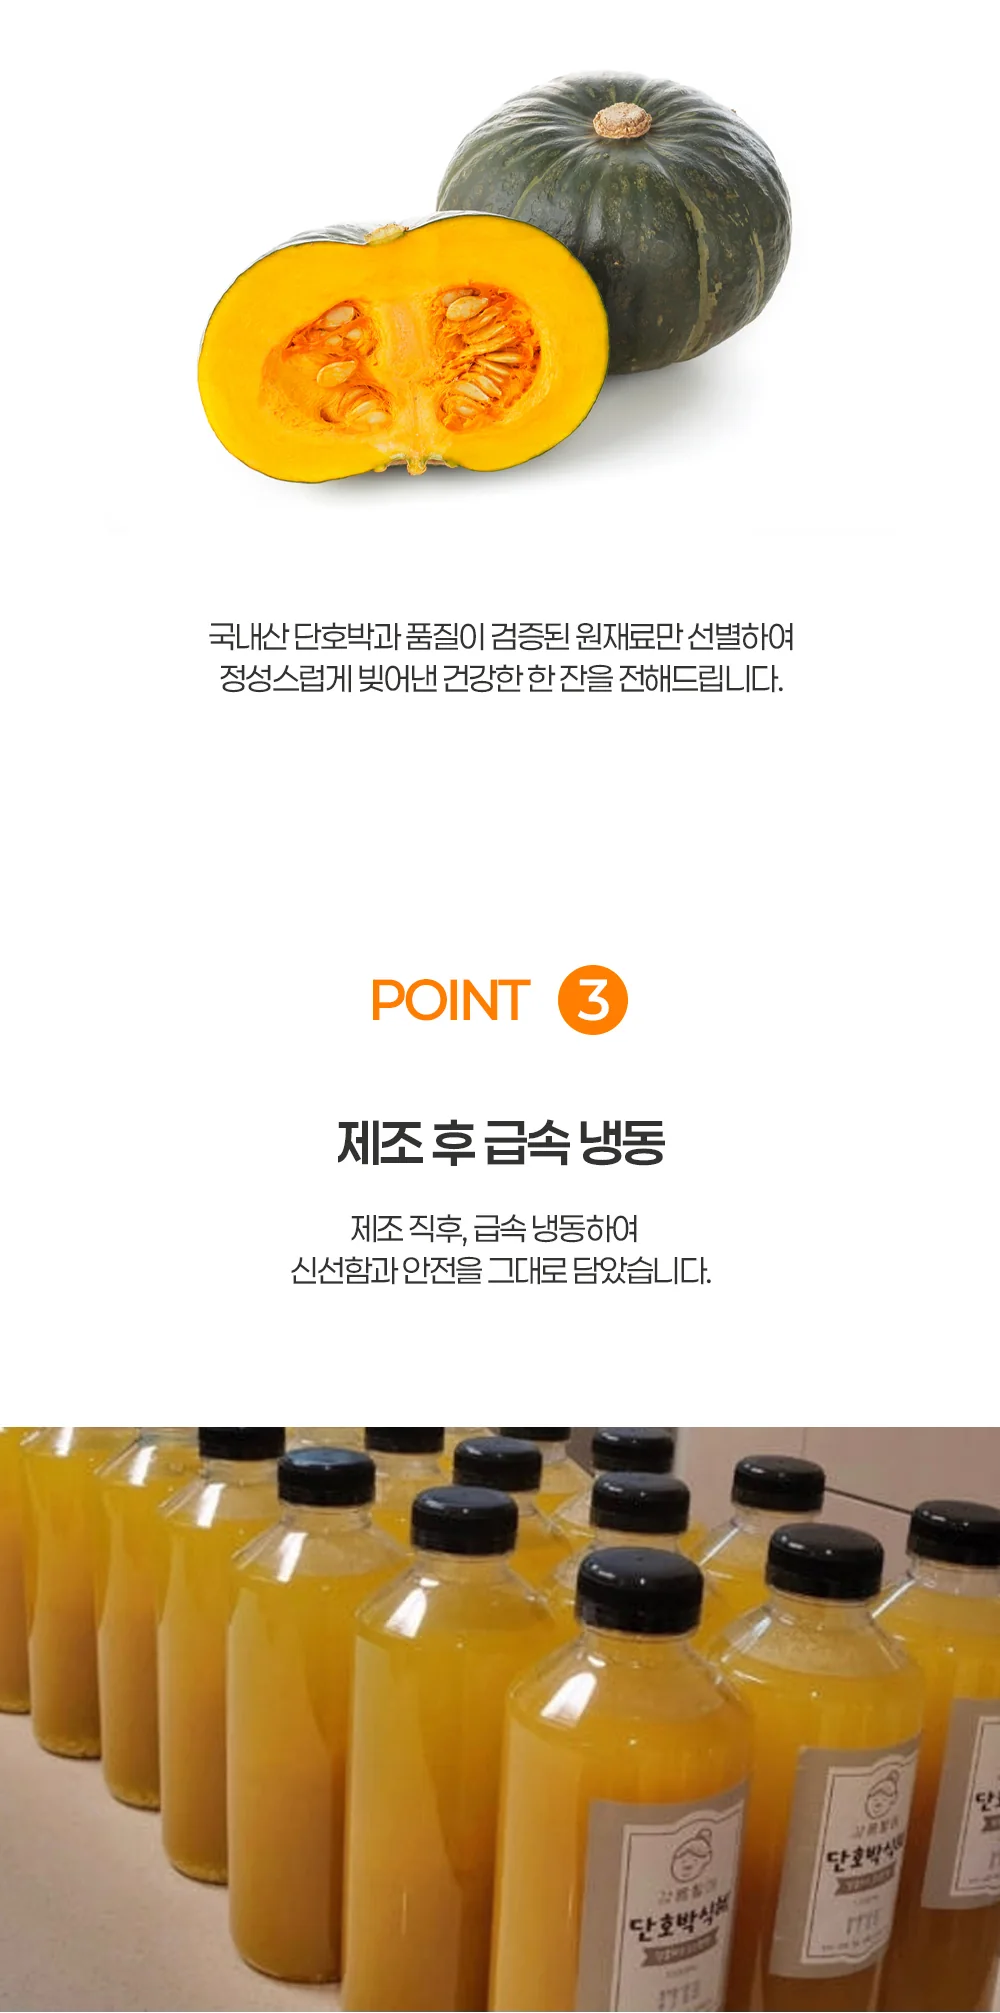 국내산 단호박과 품질이 검증된 원재료만 선별하여
정성스럽게 빚어낸 건강한 한 잔을 전해드립니다.
POINT 3
제조 후 급속 냉동
제조 직후, 급속 냉동하여
신선함과 안전을 그대로 담았습니다.
단호박식혜
단호박식혜
단호